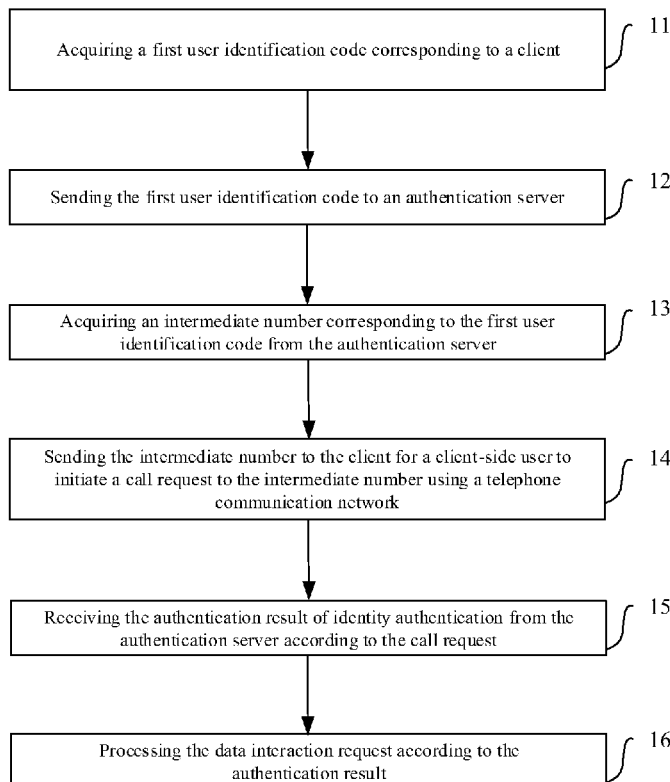 Acquiring a first user identification code corresponding to a client
11
Sending the first user identification code to an authentication server
12
Acquiring an intermediate number corresponding to the first user
identification code from the authentication server
13
Sending the intermediate number to the client for a client-side user to
initiate a call request to the intermediate number using a telephone
communication network
14
Receiving the authentication result of identity authentication from the
authentication server according to the call request
15
Processing the data interaction request according to the
authentication result
16